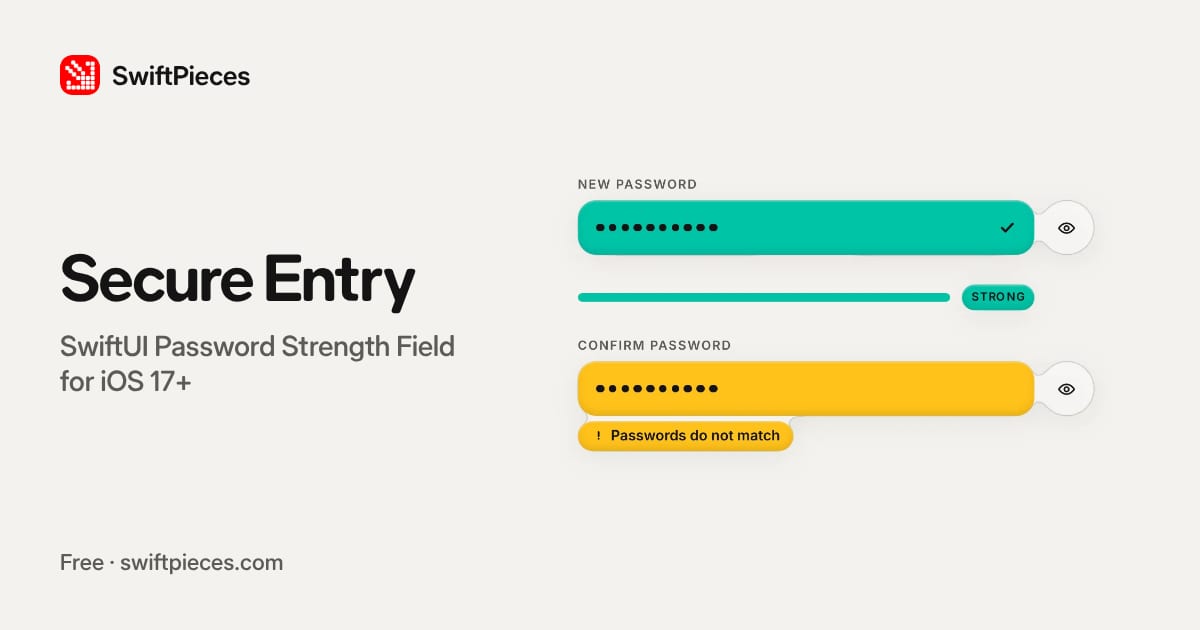 SwiftPieces
Secure Entry
SwiftUI Password Strength Field
for iOS 17+
Free · swiftpieces.com
NEW PASSWORD
••••••••••
STRONG
CONFIRM PASSWORD
••••••••••
! Passwords do not match